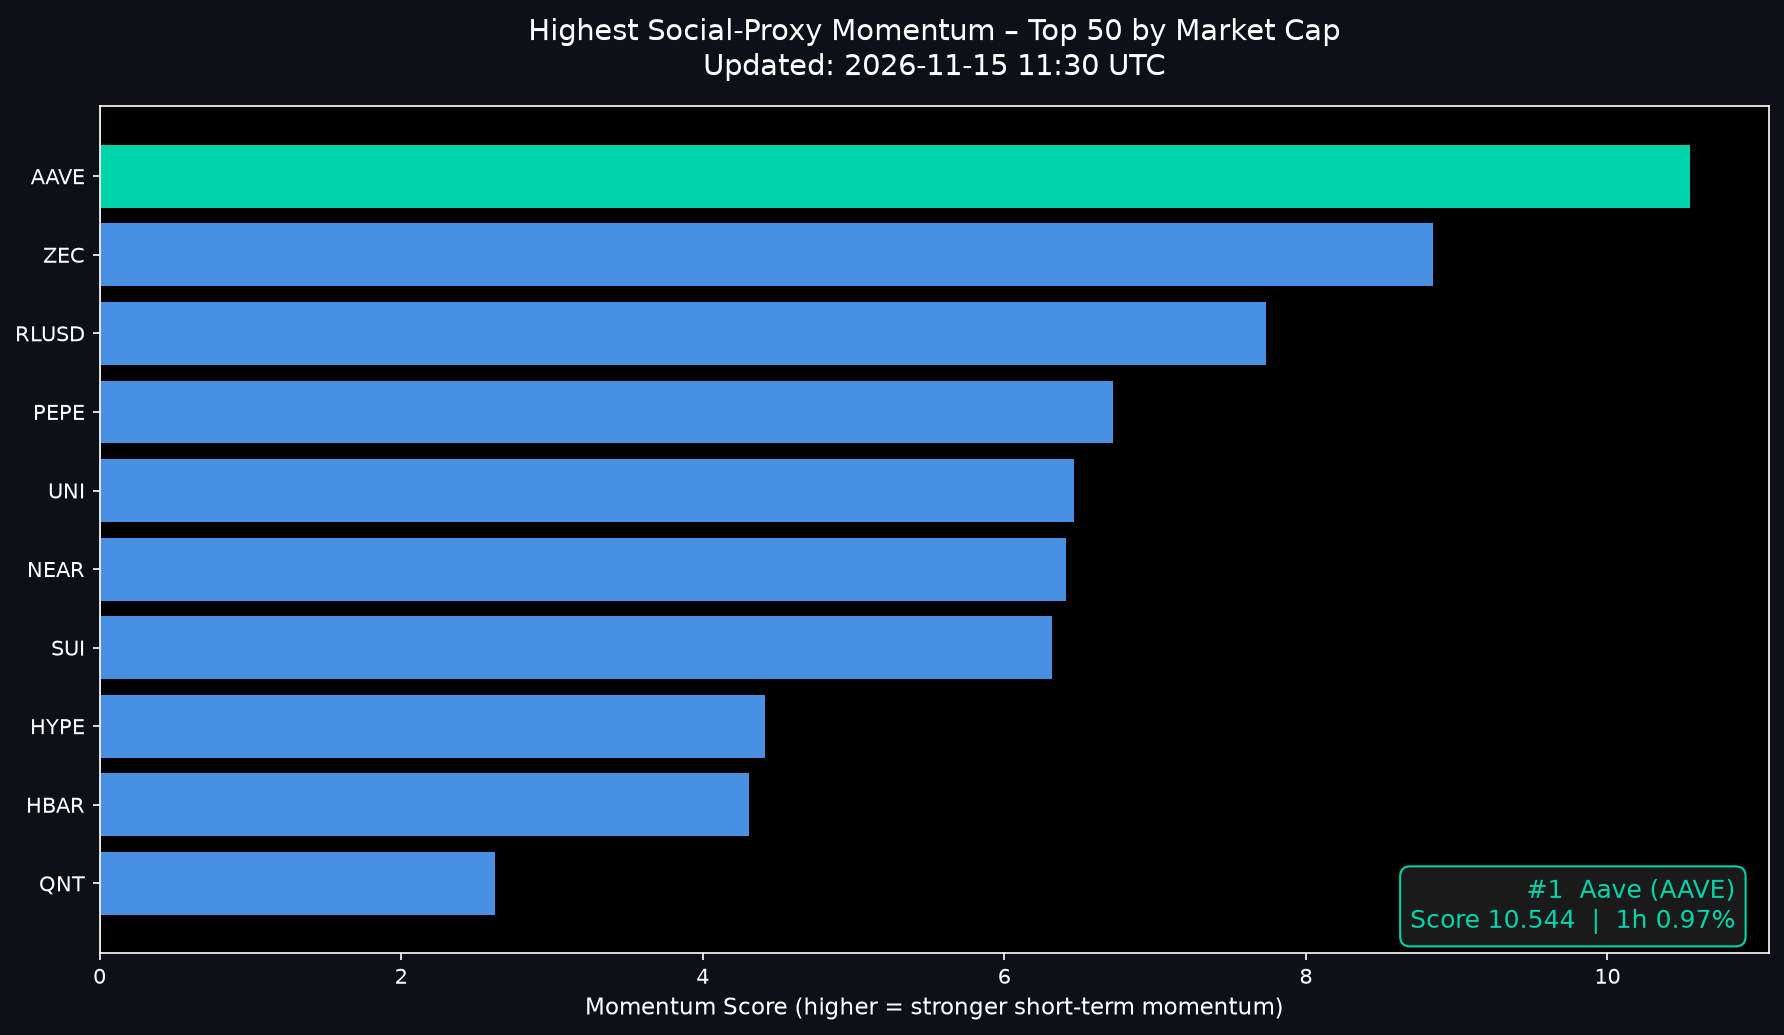 Highest Social-Proxy Momentum – Top 50 by Market Cap
Updated: 2026-11-15 11:30 UTC
AAVE
ZEC
RLUSD
PEPE
UNI
NEAR
SUI
HYPE
HBAR
QNT
#1  Aave (AAVE)
Score 10.544  |  1h 0.97%
0 2 4 6 8 10
Momentum Score (higher = stronger short-term momentum)